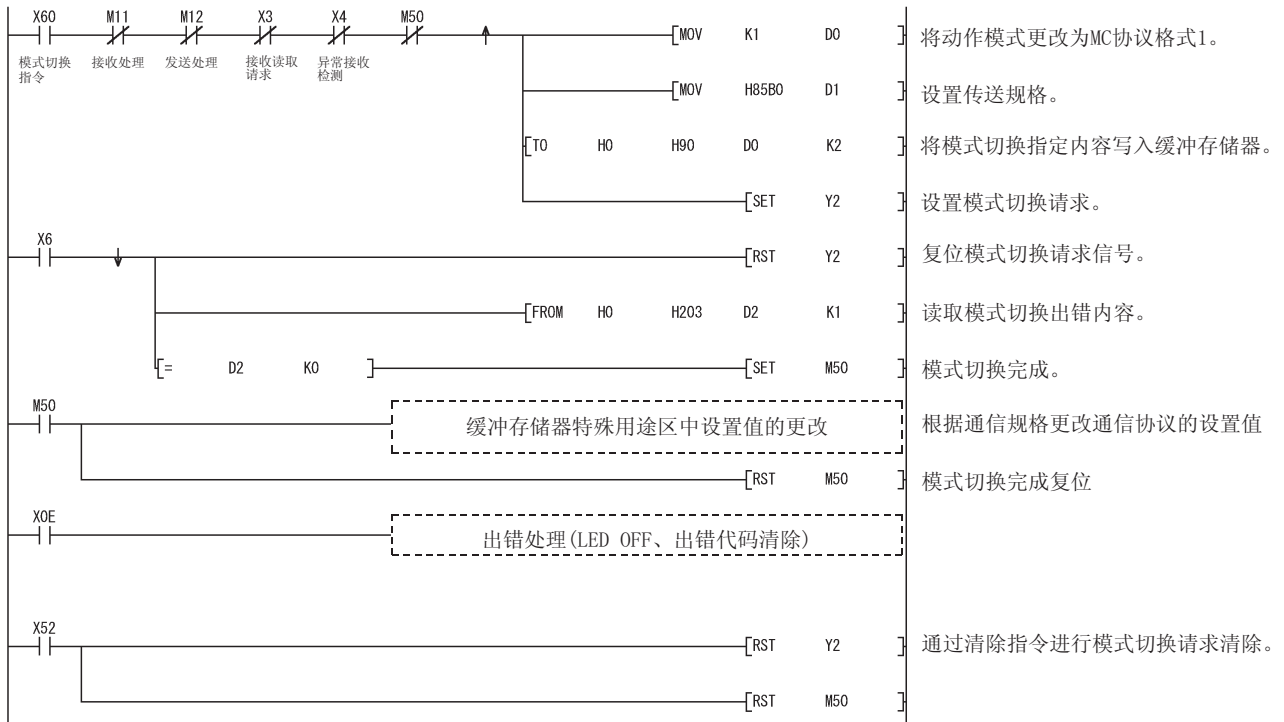 X60 M11 M12 X3 X4 M50
MOV K1 D0 将动作模式更改为MC协议格式1。
模式切换指令 接收处理 发送处理 接收读取请求 异常接收检测
MOV H85B0 D1 设置传送规格。
TO H0 H90 D0 K2 将模式切换指定内容写入缓冲存储器。
SET Y2 设置模式切换请求。
X6
RST Y2 复位模式切换请求信号。
FROM H0 H203 D2 K1 读取模式切换出错内容。
= D2 K0 SET M50 模式切换完成。
M50
缓冲存储器特殊用途区中设置值的更改 根据通信规格更改通信协议的设置值
RST M50 模式切换完成复位
X0E
出错处理(LED OFF、出错代码清除)
X52
RST Y2 通过清除指令进行模式切换请求清除。
RST M50